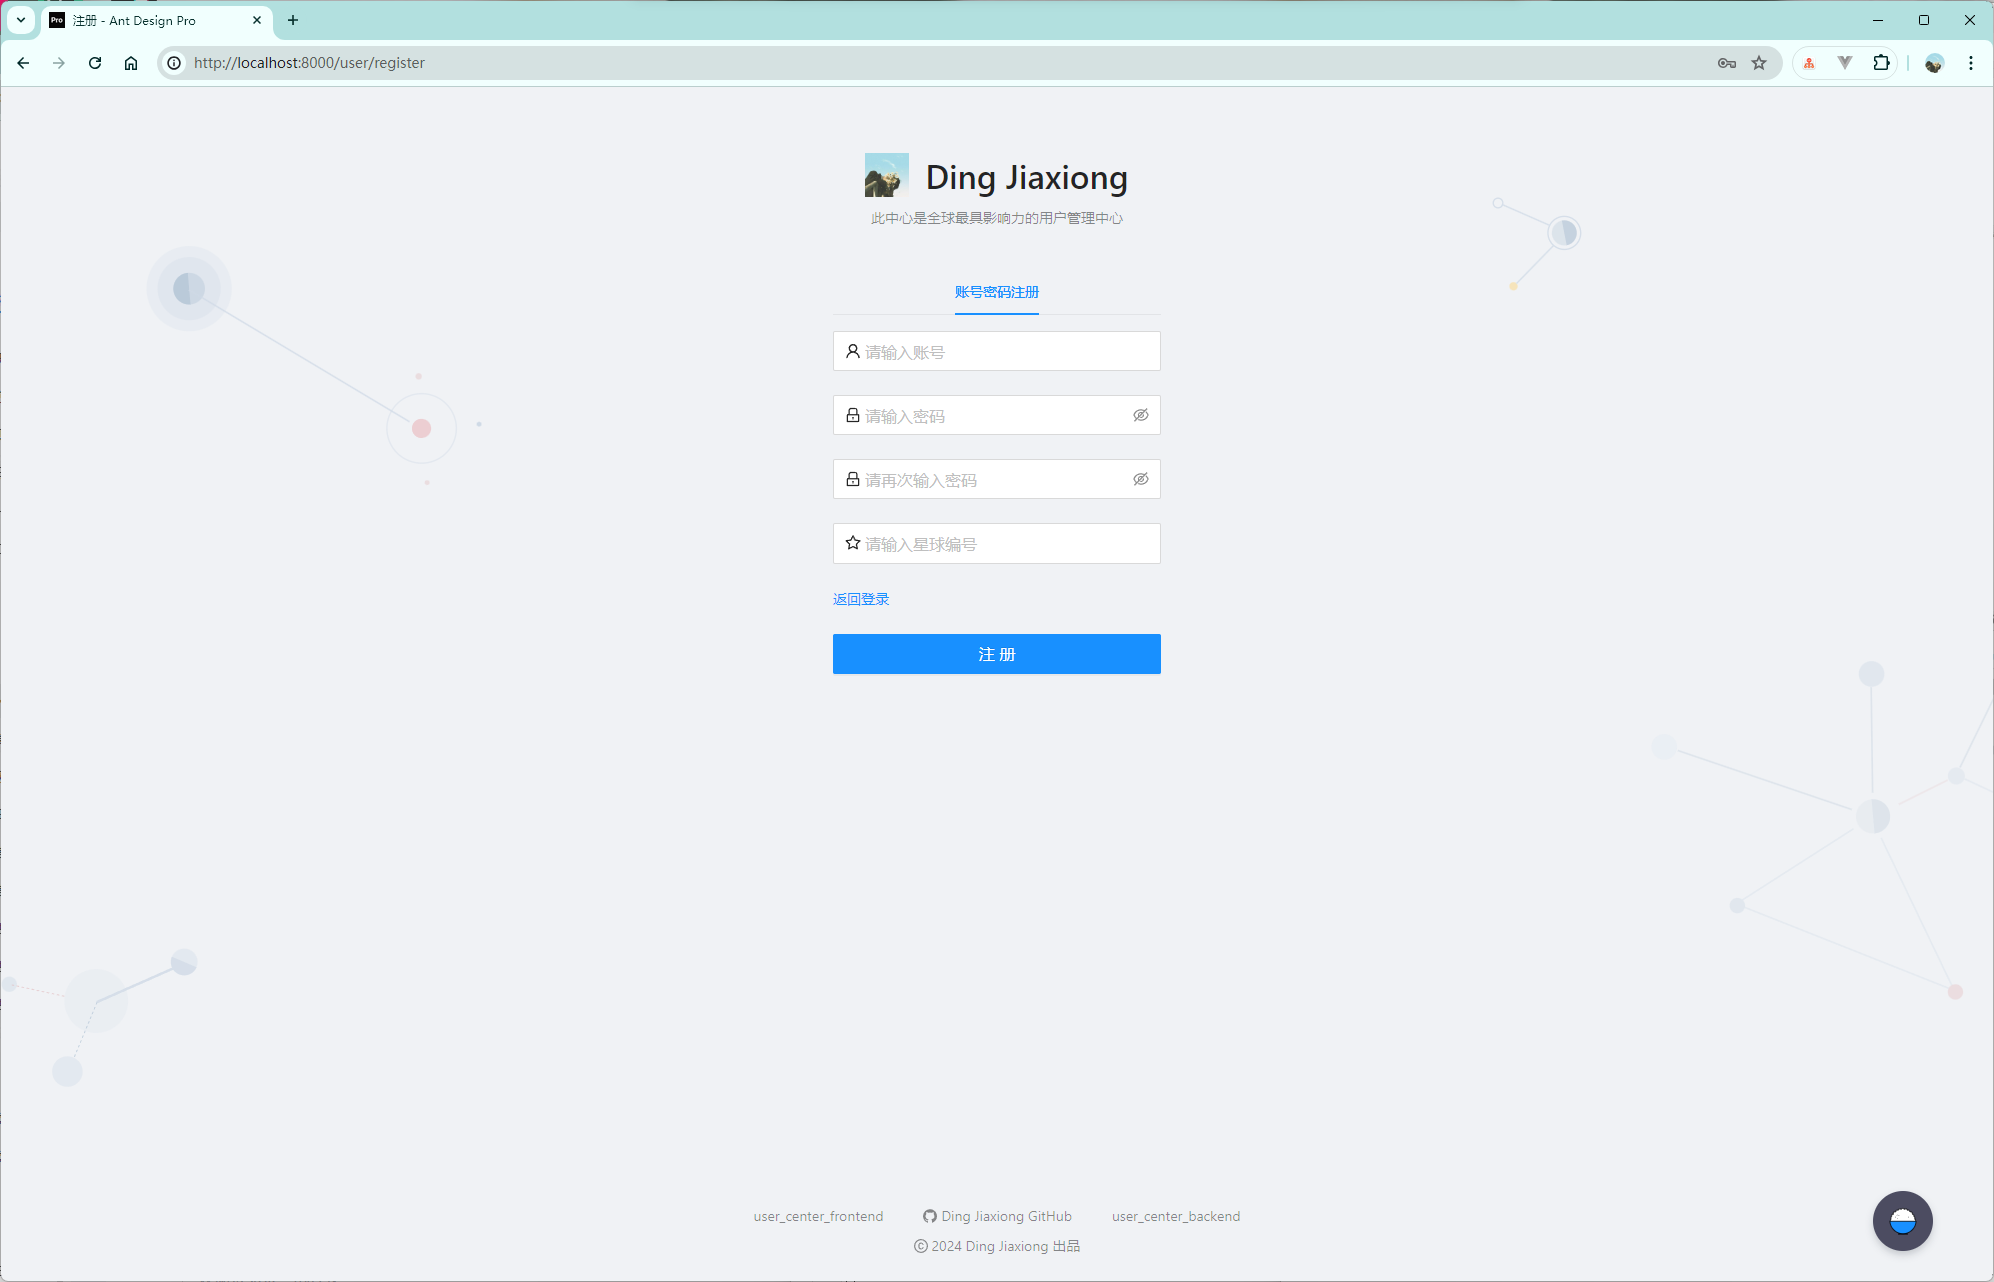 Pro 注册 - Ant Design Pro
http://localhost:8000/user/register
Ding Jiaxiong
此中心是全球最具影响力的用户管理中心
账号密码注册
请输入账号
请输入密码
请再次输入密码
请输入星球编号
返回登录
注 册
user_center_frontend Ding Jiaxiong GitHub user_center_backend
© 2024 Ding Jiaxiong 出品